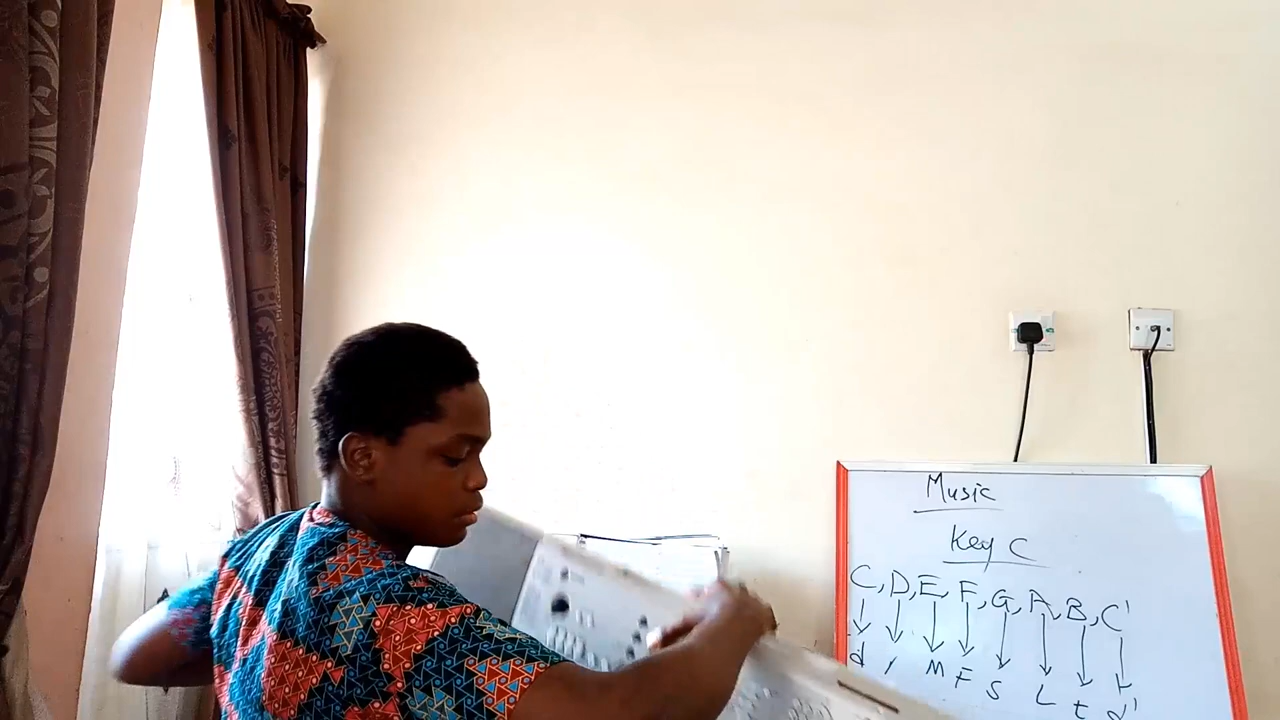 Music
Key C
C, D, E, F, G, A, B, C'
d r M F S L t d'